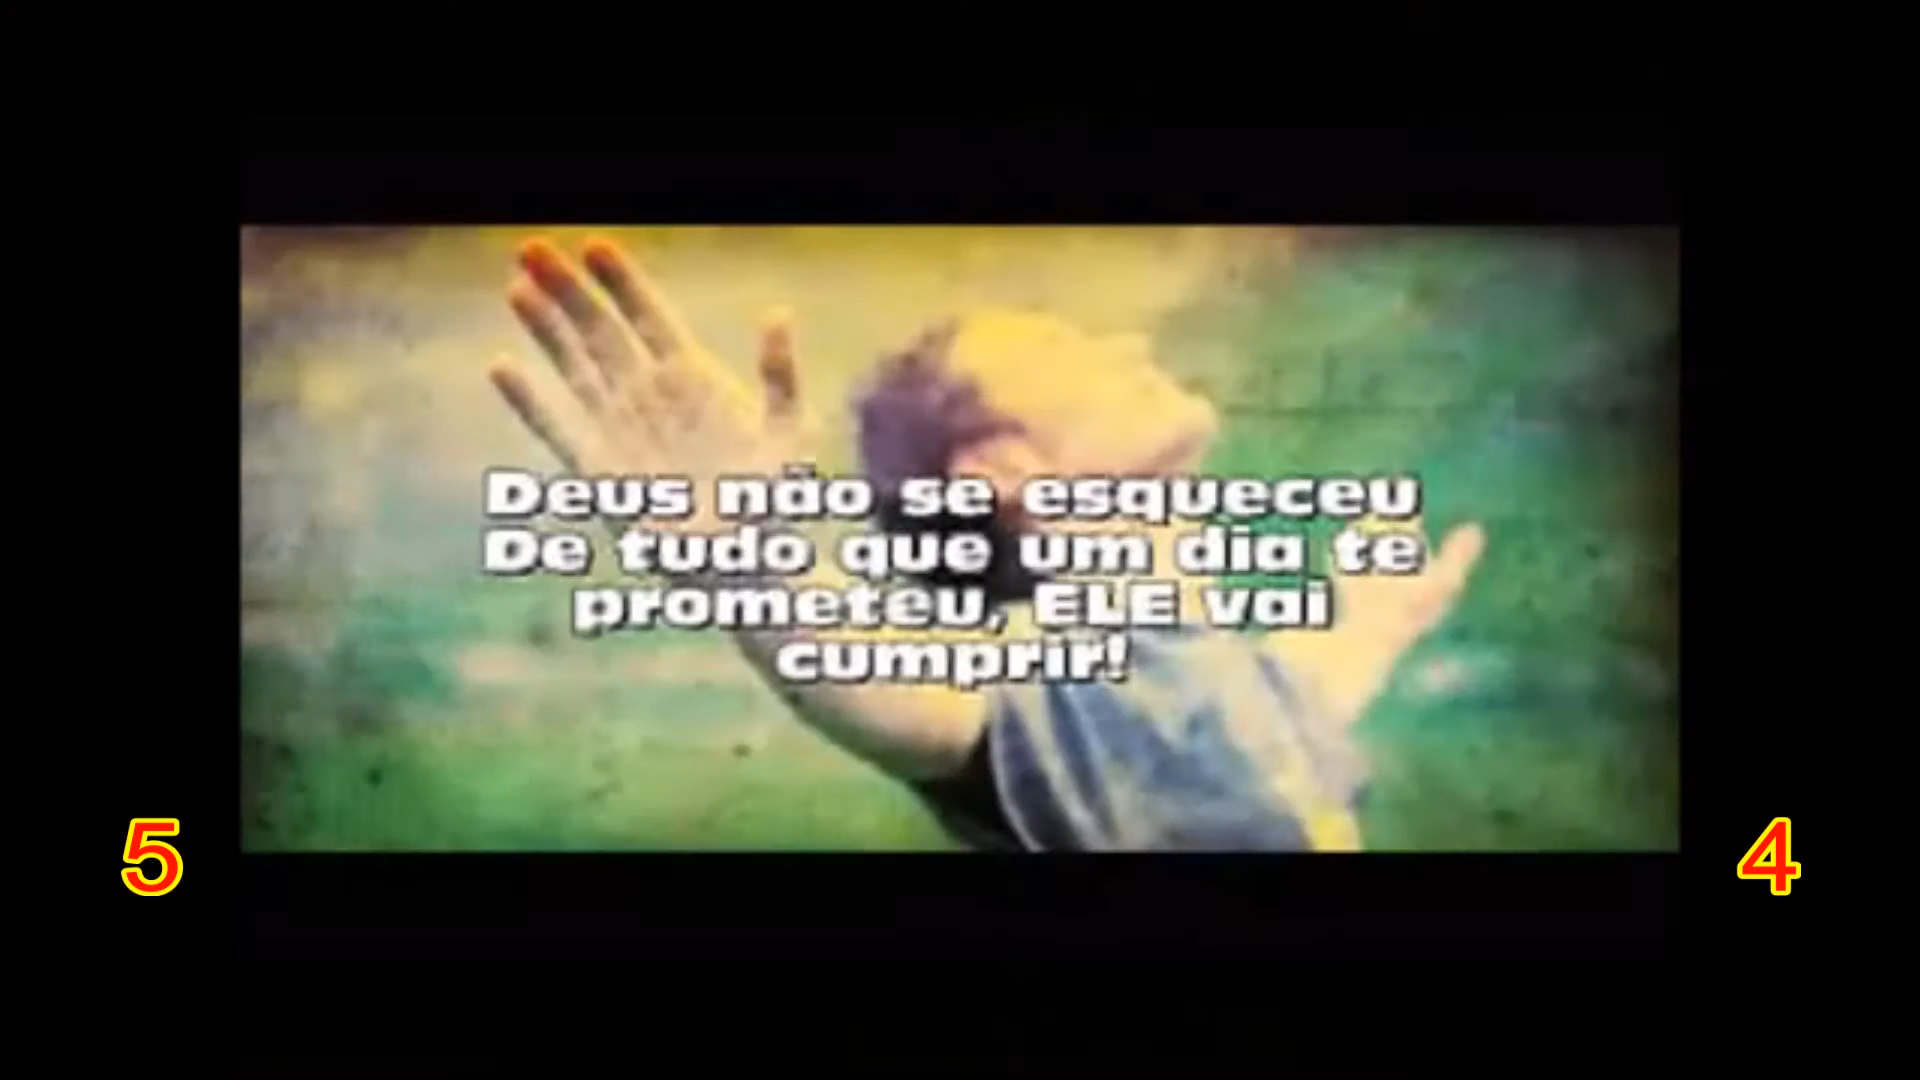 Deus não se esqueceu
De tudo que um dia te
prometeu, ELE vai
cumprir!
5
4